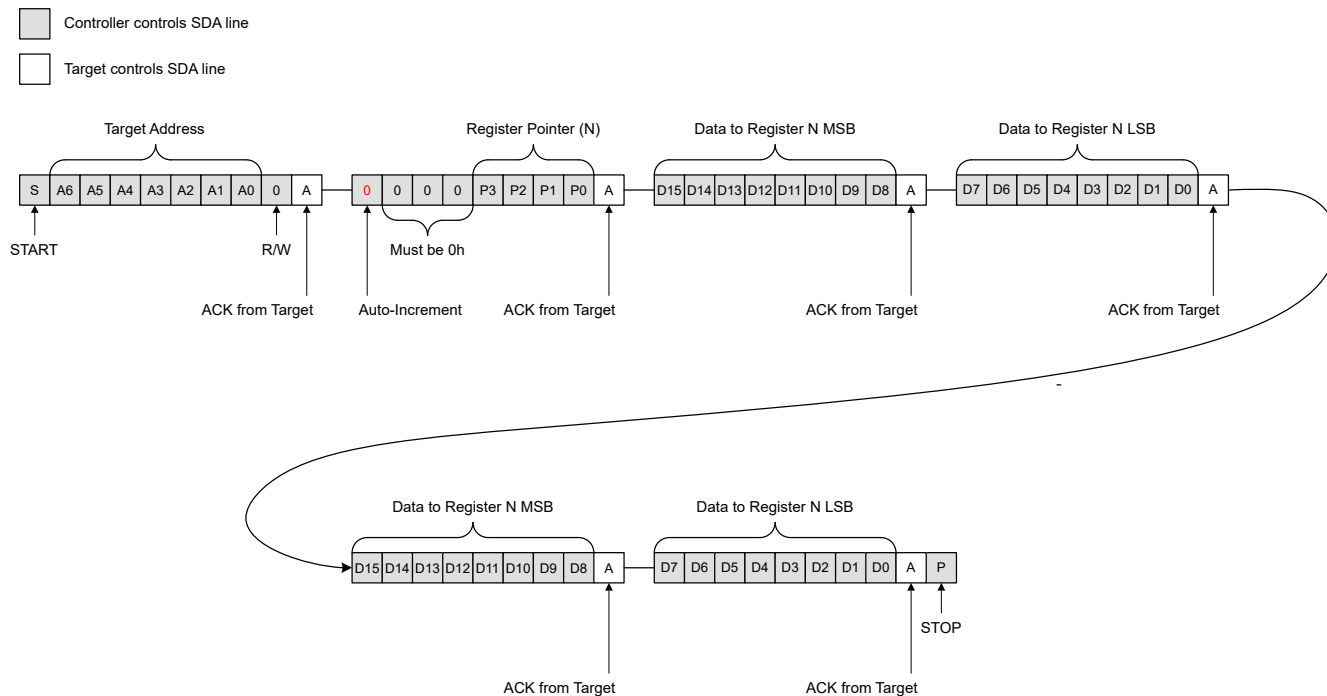 Controller controls SDA line
Target controls SDA line
Target Address
Register Pointer (N)
Data to Register N MSB
Data to Register N LSB
S A6 A5 A4 A3 A2 A1 A0 0 A 0 0 0 0 P3 P2 P1 P0 A D15 D14 D13 D12 D11 D10 D9 D8 A D7 D6 D5 D4 D3 D2 D1 D0 A
START
R/W
Must be 0h
ACK from Target
Auto-Increment
ACK from Target
ACK from Target
ACK from Target
-
Data to Register N MSB
Data to Register N LSB
D15 D14 D13 D12 D11 D10 D9 D8 A D7 D6 D5 D4 D3 D2 D1 D0 A P
STOP
ACK from Target
ACK from Target